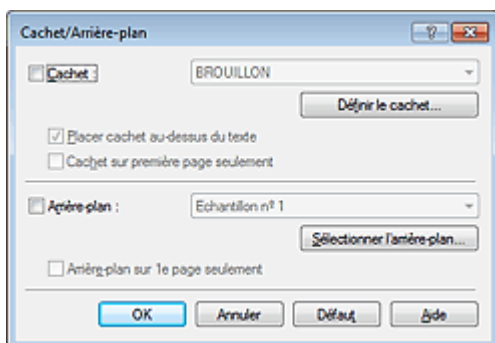 Cachet/Arrière-plan
Cachet :
BROUILLON
Définir le cachet...
Placer cachet au-dessus du texte
Cachet sur première page seulement
Arrière-plan :
Echantillon nº 1
Sélectionner l'arrière-plan...
Arrière-plan sur 1e page seulement
OK Annuler Défaut Aide